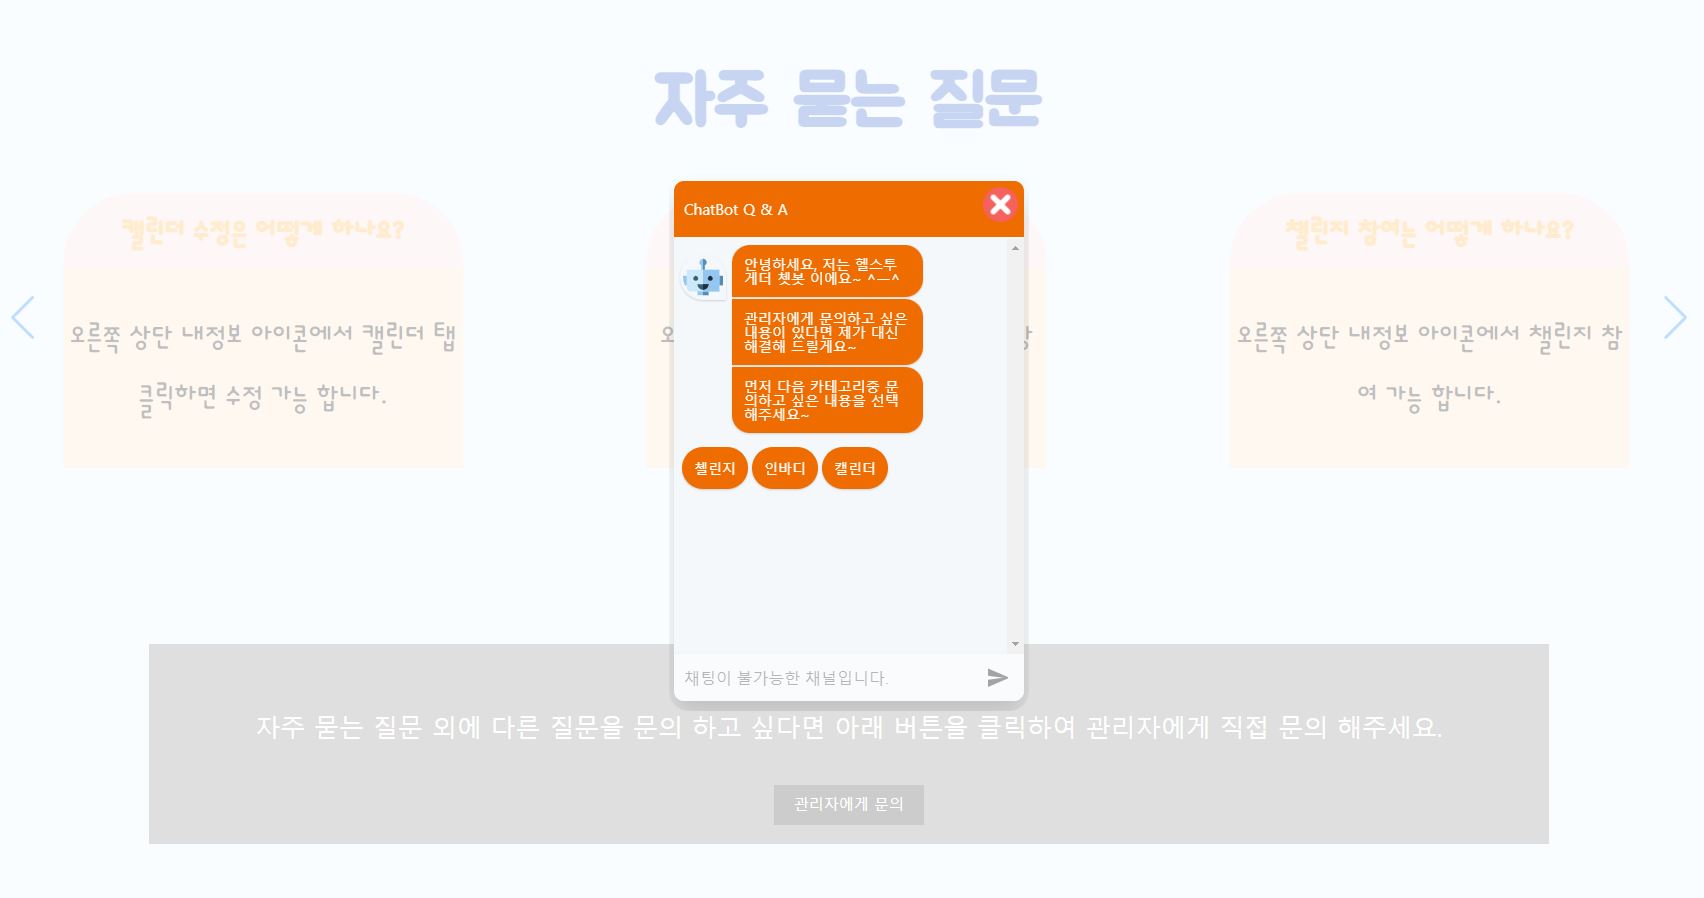 자주 묻는 질문
캘린더 수정은 어떻게 하나요?
오른쪽 상단 내정보 아이콘에서 캘린더 탭
클릭하면 수정 가능 합니다.
챌린지 참여는 어떻게 하나요?
오른쪽 상단 내정보 아이콘에서 챌린지 참
여 가능 합니다.
ChatBot Q & A
안녕하세요, 저는 헬스투
게더 쳇봇 이에요~ ^ㅡ^
관리자에게 문의하고 싶은
내용이 있다면 제가 대신
해결해 드릴게요~
먼저 다음 카테고리중 문
의하고 싶은 내용을 선택
해주세요~
첼린지
인바디
캘린더
채팅이 불가능한 채널입니다.
자주 묻는 질문 외에 다른 질문을 문의 하고 싶다면 아래 버튼을 클릭하여 관리자에게 직접 문의 해주세요.
관리자에게 문의